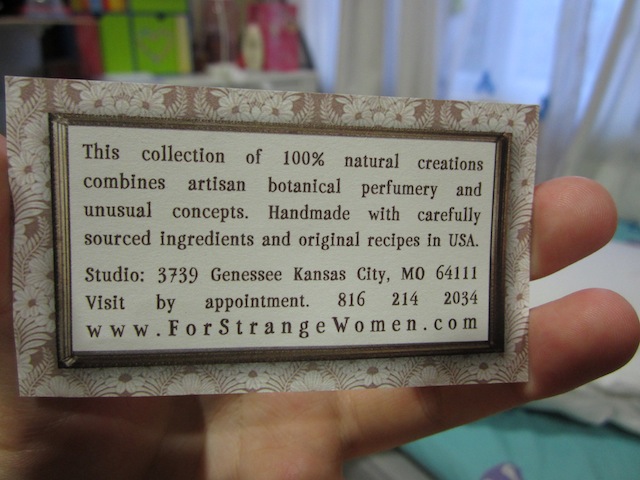 This collection of 100% natural creations
combines artisan botanical perfumery and
unusual concepts. Handmade with carefully
sourced ingredients and original recipes in USA.
Studio: 3739 Genessee Kansas City, MO 64111
Visit by appointment. 816 214 2034
www.ForStrangeWomen.com